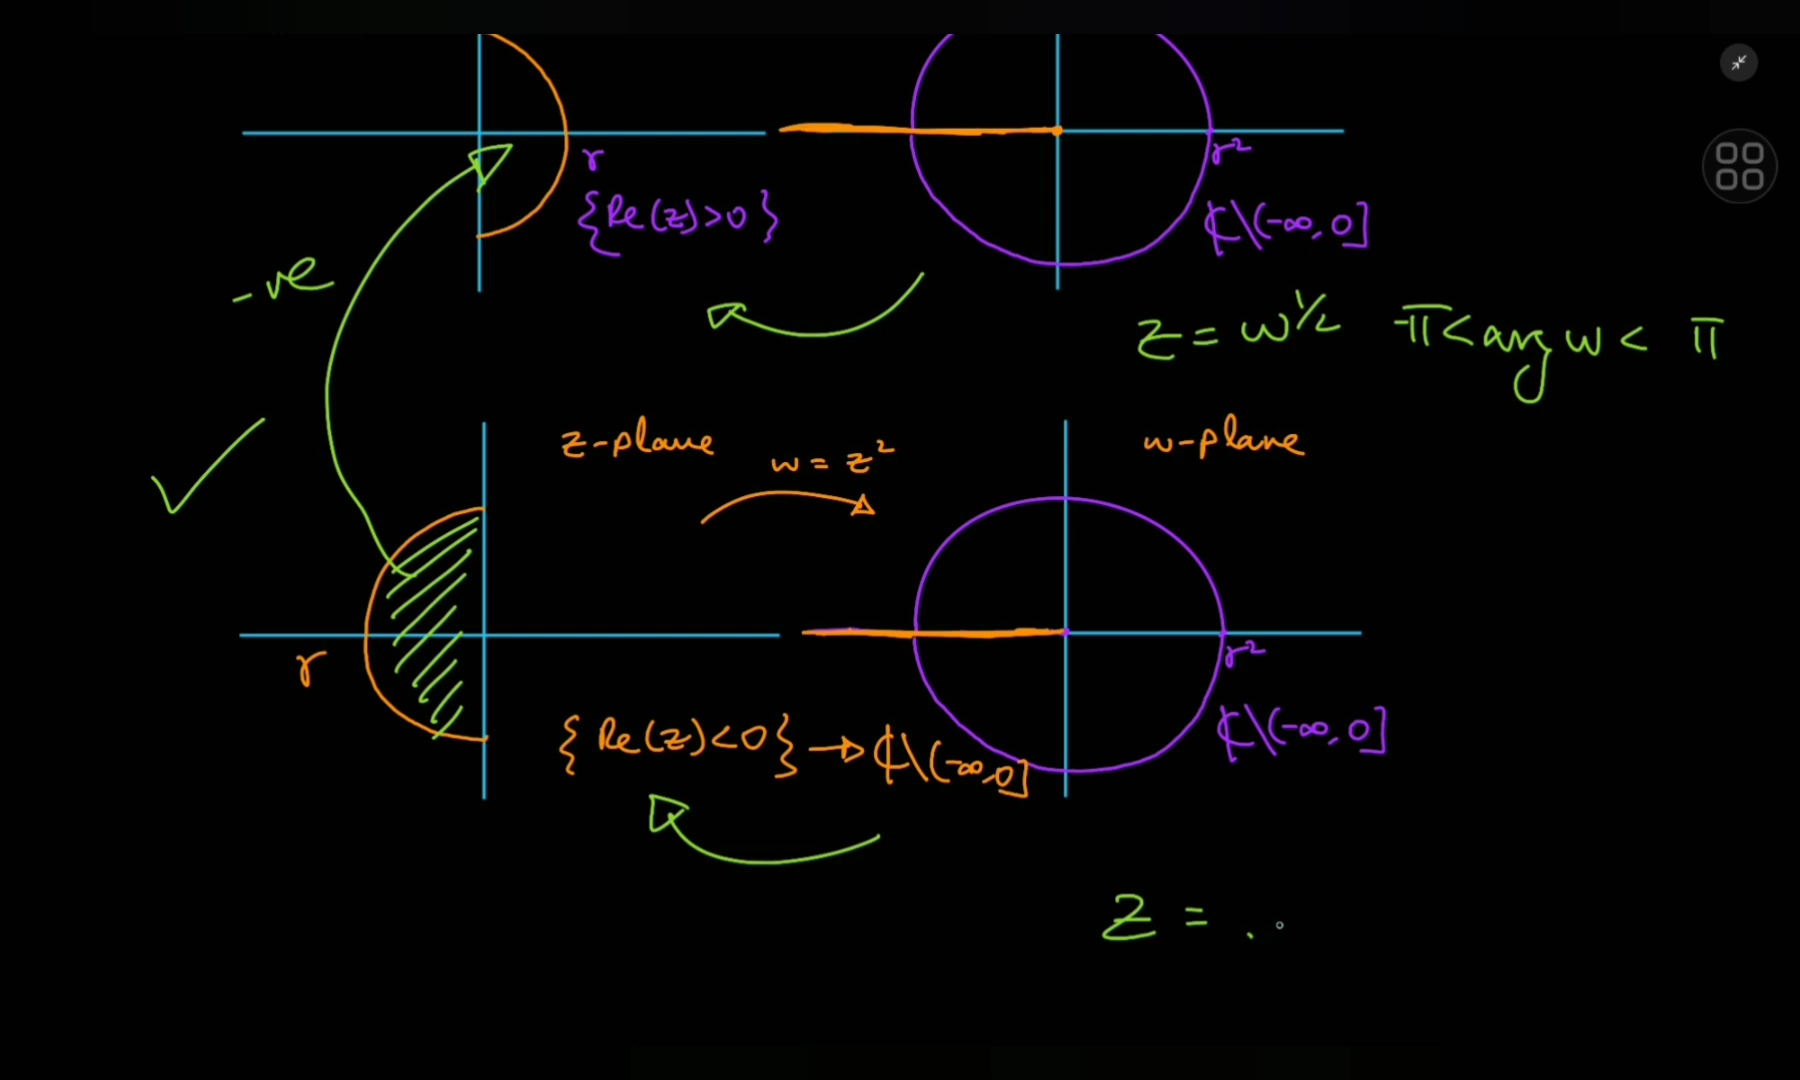 r
r²
{Re(z)>0}
ℂ\(-∞, 0]
-ve
z = w^1/2  -π < arg w < π
z-plane
w = z²
w-plane
r
r²
{Re(z)<0} → ℂ\(-∞,0]
ℂ\(-∞, 0]
z = .